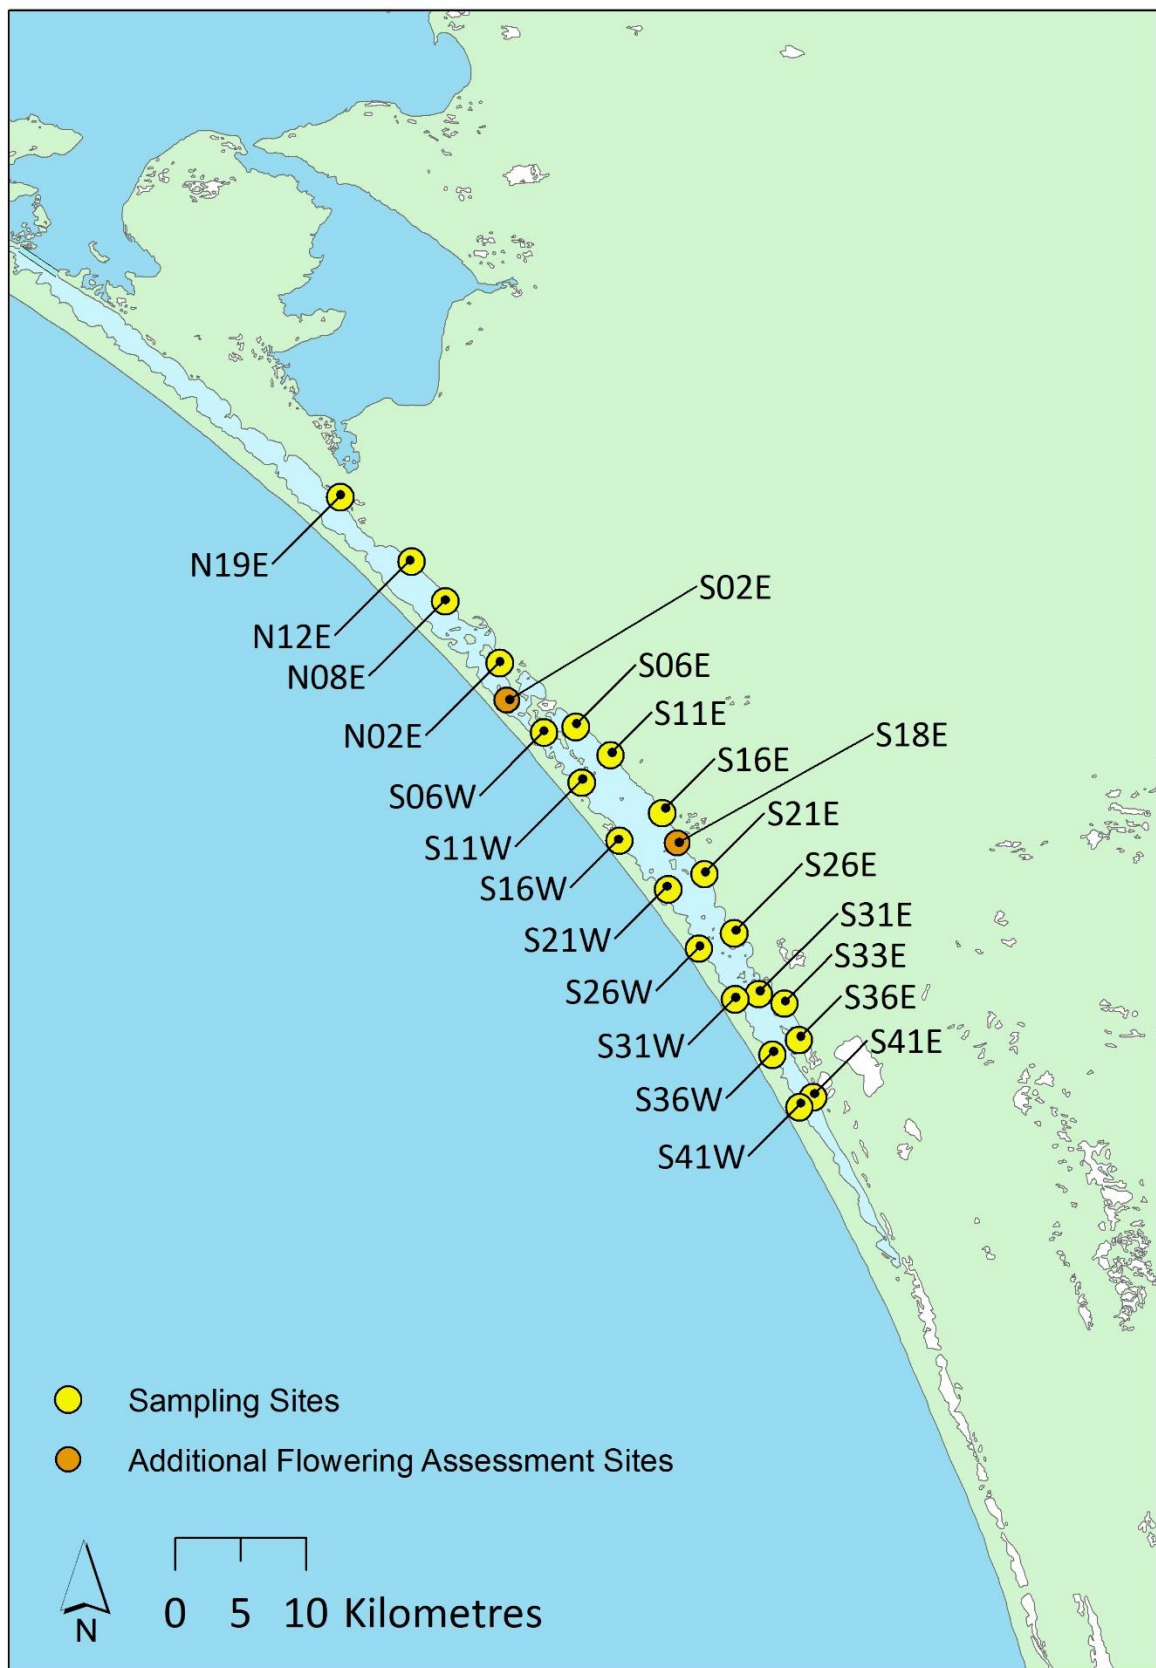 N19E
N12E
S02E
N08E
S06E
S11E
N02E
S18E
S16E
S06W
S21E
S11W
S26E
S16W
S31E
S21W
S33E
S26W
S36E
S31W
S41E
S36W
S41W
Sampling Sites
Additional Flowering Assessment Sites
N
0 5 10 Kilometres